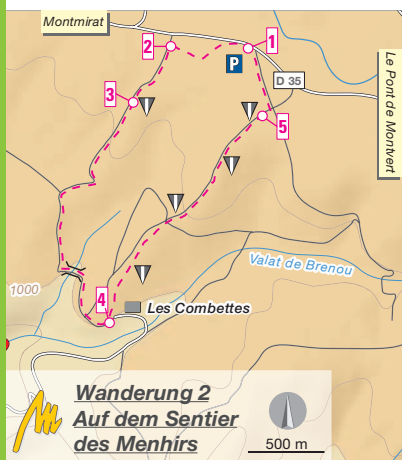 Montmirat
2
1
P
D 35
Le Pont de Montvert
3
5
Valat de Brenou
1000
4
Les Combettes
Wanderung 2
Auf dem Sentier
des Menhirs
500 m